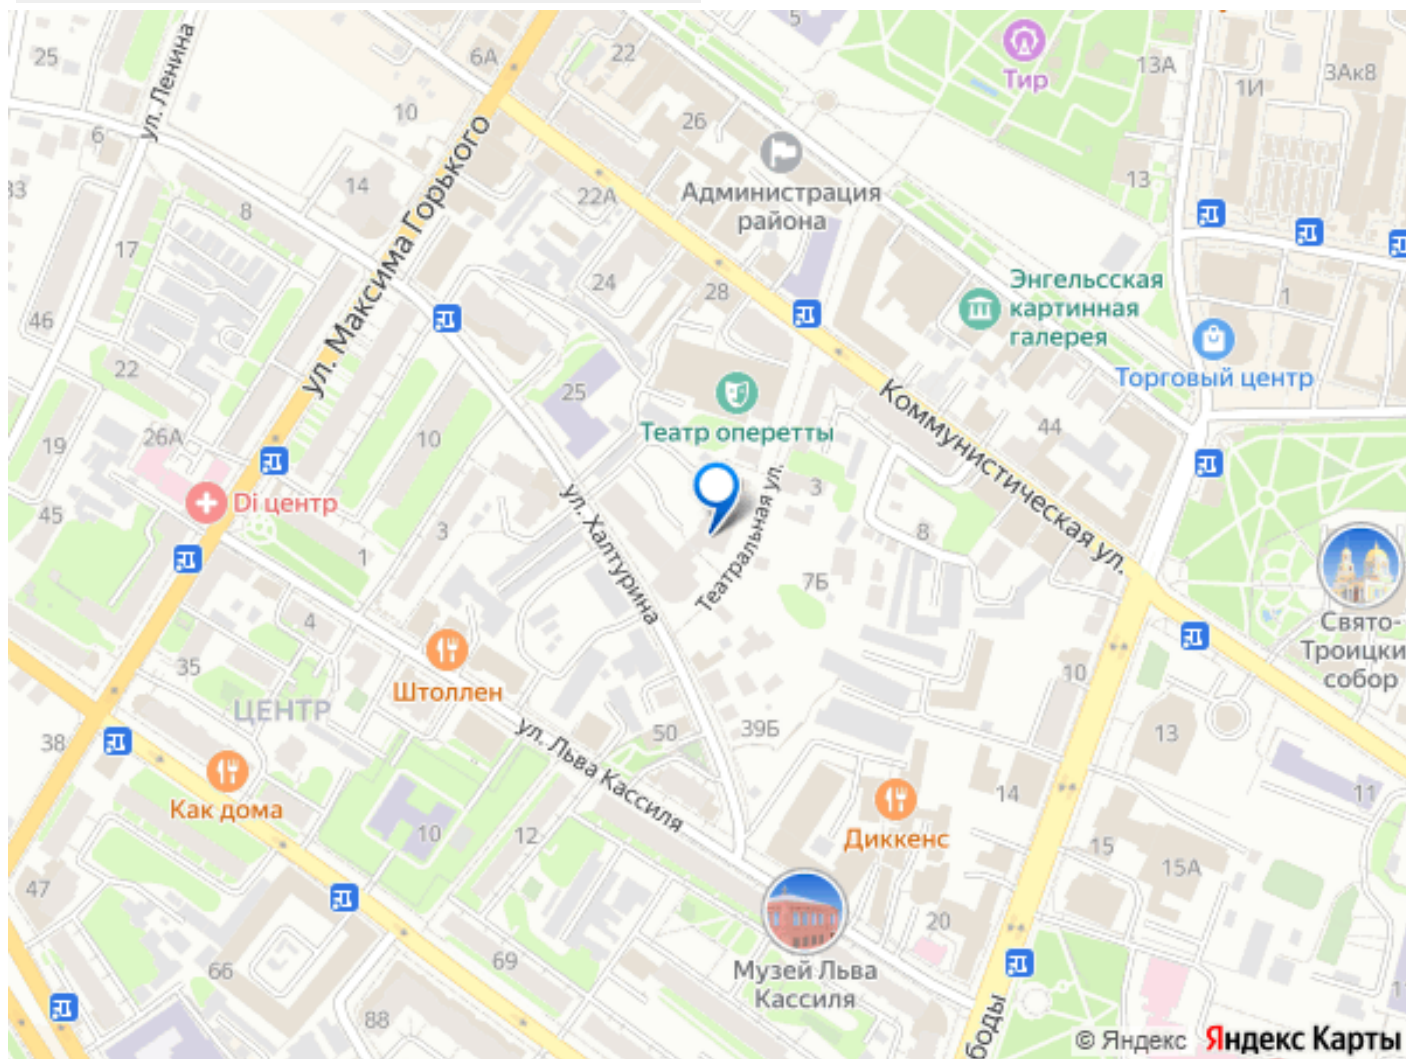 5
22
6А
25
ул. Ленина
Тир
13А
3Ак8
1И
10
26
6
Администрация
района
13
14
22А
8
17
ул. Максима Горького
Энгельсская
картинная
галерея
24
28
1
46
22
25
Торговый центр
Театр оперетты
Коммунистическая ул.
44
19
26А
10
3
Di центр
45
ул. Халтурина
Театральная ул.
8
3
1
7Б
4
Свято-
Троицки
собор
35
Штоллен
10
ЦЕНТР
38
50
39Б
13
ул. Льва Кассиля
Как дома
14
11
10
12
Диккенс
15
15А
47
20
69
66
Музей Льва
Кассиля
88
боды
© Яндекс Яндекс Карты